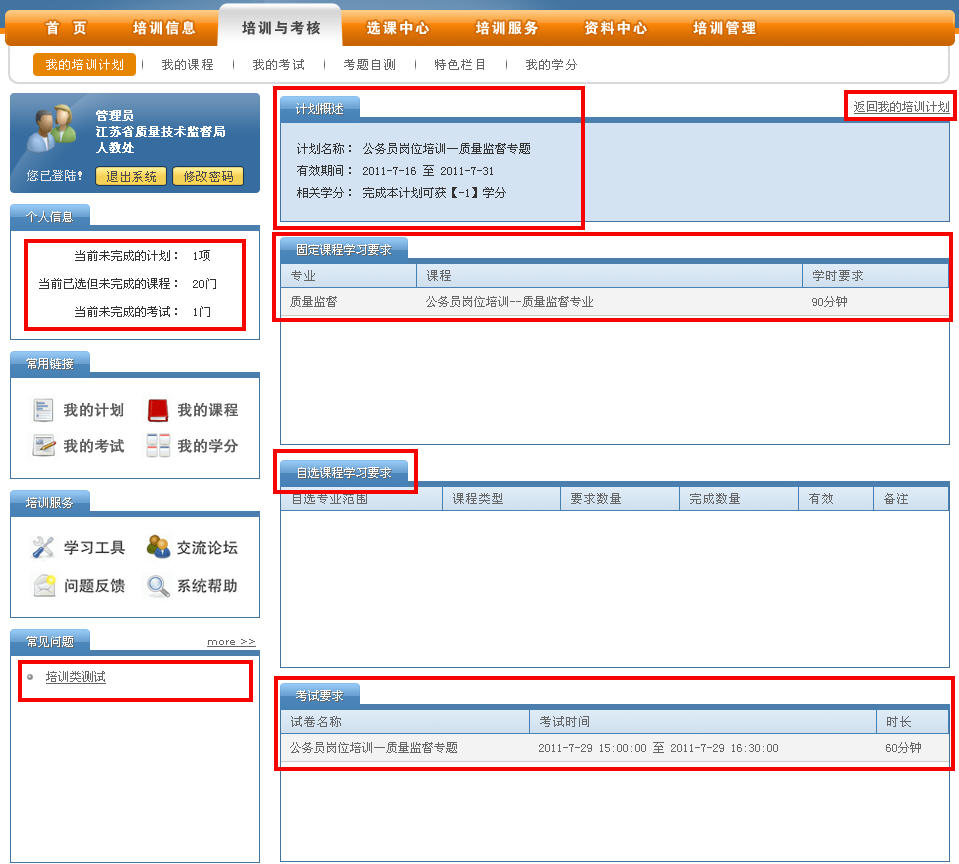 首 页 培训信息 培训与考核 选课中心 培训服务 资料中心 培训管理
我的培训计划 我的课程 我的考试 考题自测 特色栏目 我的学分
管理员
江苏省质量技术监督局
人教处
您已登陆! 退出系统 修改密码
个人信息
当前未完成的计划： 1项
当前已选但未完成的课程： 20门
当前未完成的考试： 1门
常用链接
我的计划 我的课程
我的考试 我的学分
培训服务
学习工具 交流论坛
问题反馈 系统帮助
常见问题 more >>
培训类测试
计划概述 返回我的培训计划
计划名称： 公务员岗位培训—质量监督专题
有效期间： 2011-7-16 至 2011-7-31
相关学分： 完成本计划可获【-1】学分
固定课程学习要求
专业 课程 学时要求
质量监督 公务员岗位培训--质量监督专业 90分钟
自选课程学习要求
自选专业范围 课程类型 要求数量 完成数量 有效 备注
考试要求
试卷名称 考试时间 时长
公务员岗位培训—质量监督专题 2011-7-29 15:00:00 至 2011-7-29 16:30:00 60分钟